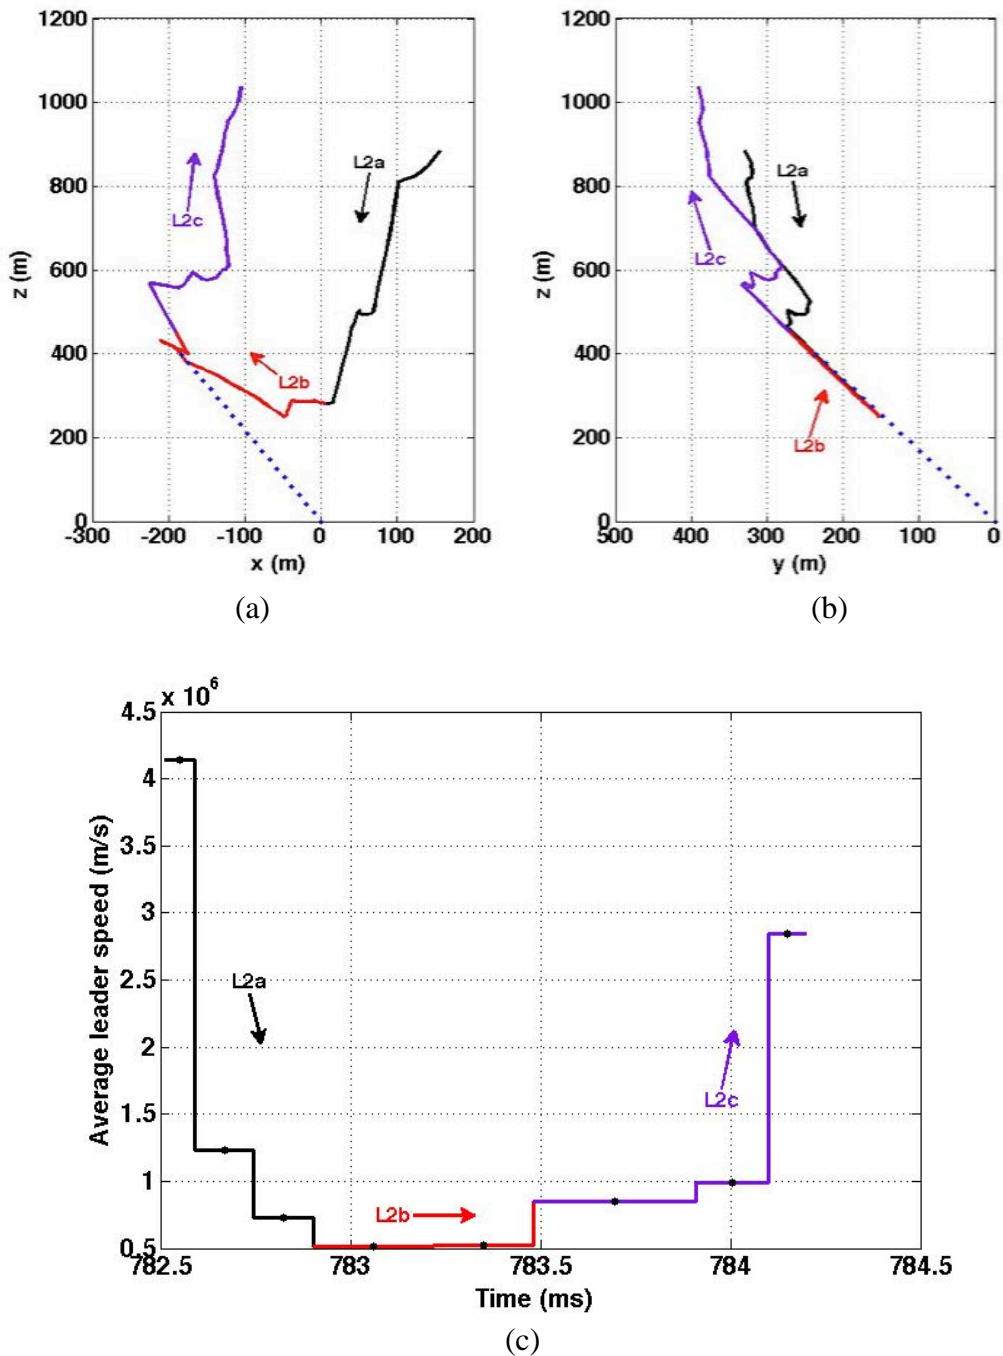 1200
1000
800
600
400
200
0
z (m)
-300 -200 -100 0 100 200
x (m)
L2a
L2c
L2b
(a)
1200
1000
800
600
400
200
0
z (m)
500 400 300 200 100 0
y (m)
L2a
L2c
L2b
(b)
x 10^6
4.5
4
3.5
3
2.5
2
1.5
1
0.5
Average leader speed (m/s)
782.5 783 783.5 784 784.5
Time (ms)
L2a
L2b
L2c
(c)